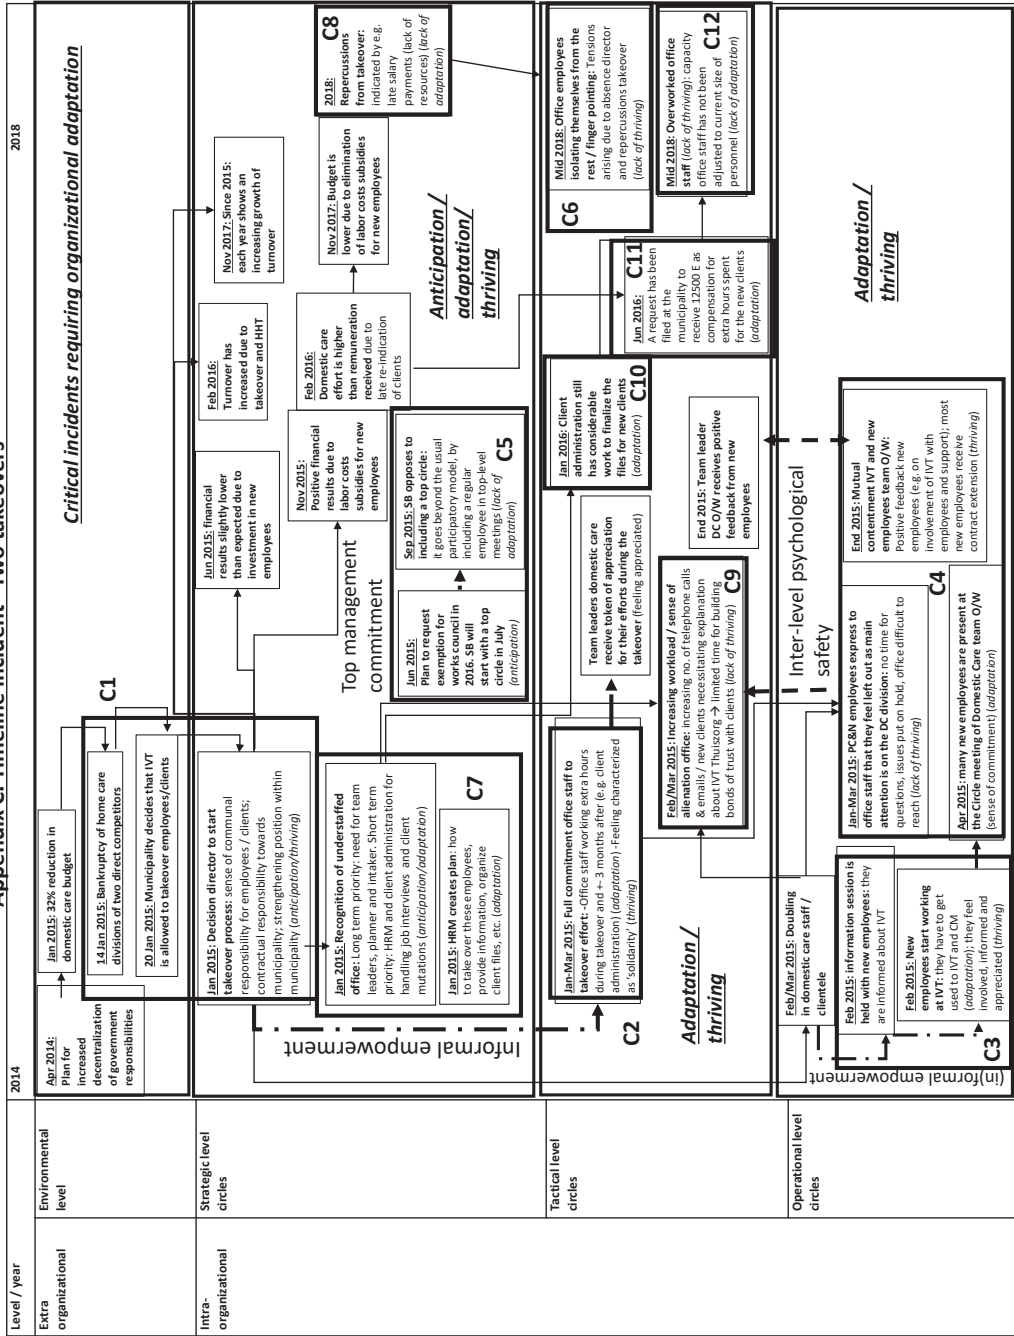 Appendix C. Timeline incident 'Two takeovers'
Level / year
2014
2018
Extra
organizational
Environmental
level
Critical incidents requiring organizational adaptation
Apr 2014:
Plan for
increased
decentralization
of government
responsibilities
Jan 2015: 32% reduction in
domestic care budget
14 Jan 2015: Bankruptcy of home care
divisions of two direct competitors
20 Jan 2015: Municipality decides that IVT
is allowed to takeover employees/clients
C1
Intra-
organizational
Strategic level
circles
Jan 2015: Decision director to start
takeover process: sense of communal
responsibility for employees / clients;
contractual responsibility towards
municipality; strengthening position within
municipality (anticipation/thriving)
Jun 2015: financial
results slightly lower
than expected due to
investment in new
employees
Feb 2016:
Turnover has
increased due to
takeover and HHT
Nov 2017: Since 2015:
each year shows an
increasing growth of
turnover
Jan 2015: Recognition of understaffed
office: Long term priority: need for team
leaders, planner and intaker. Short term
priority: HRM and client administration for
handling job interviews and client
mutations (anticipation/adaptation)
Jan 2015: HRM creates plan: how
to take over these employees,
provide information, organize
client files, etc. (adaptation)
C7
Informal empowerment
Top management
commitment
Nov 2015:
Positive financial
results due to
labor costs
subsidies for new
employees
Feb 2016:
Domestic care
effort is higher
than remuneration
received due to
late re-indication
of clients
Nov 2017: Budget is
lower due to elimination
of labor costs subsidies
for new employees
2018:
Repercussions
from takeover:
indicated by e.g.
late salary
payments (lack of
resources) (lack of
adaptation)
C8
Jun 2015:
Plan to request
exemption for
works council in
2016. SB will
start with a top
circle in July
(anticipation)
Sep 2015: SB opposes to
including a top circle:
it goes beyond the usual
participatory model, by
including a regular
employee in top-level
meetings (lack of
adaptation)
C5
Anticipation/
adaptation/
thriving
Tactical level
circles
C2
Jan-Mar 2015: Full commitment office staff to
takeover effort: -Office staff working extra hours
during takeover and +- 3 months after (e.g. client
administration) (adaptation) -Feeling characterized
as 'solidarity' (thriving)
Team leaders domestic care
receive token of appreciation
for their efforts during the
takeover (feeling appreciated)
Jan 2016: Client
administration still
has considerable
work to finalize the
files for new clients
(adaptation)
C10
Jun 2016:
A request has been
filed at the
municipality to
receive 12500 E as
compensation for
extra hours spent
for the new clients
(adaptation)
C11
C6
Mid 2018: Office employees
isolating themselves from the
rest / finger pointing: Tensions
arising due to absence director
and repercussions takeover
(lack of thriving)
Mid 2018: Overworked office
staff (lack of thriving): capacity
office staff has not been
adjusted to current size of
personnel (lack of adaptation)
C12
Adaptation /
thriving
Feb/Mar 2015: Increasing workload / sense of
alienation office: increasing no. of telephone calls
& emails / new clients necessitating explanation
about IVT Thuiszorg → limited time for building
bonds of trust with clients (lack of thriving)
C9
End 2015: Team leader
DC O/W receives positive
feedback from new
employees
Inter-level psychological
safety
Operational level
circles
Feb/Mar 2015: Doubling
in domestic care staff /
clientele
(in)formal empowerment
Feb 2015: information session is
held with new employees: they
are informed about IVT
Feb 2015: New
employees start working
at IVT: they have to get
used to IVT and CM
(adaptation); they feel
involved, informed and
appreciated (thriving)
C3
Jan-Mar 2015: PC&N employees express to
office staff that they feel left out as main
attention is on the DC division: no time for
questions, issues put on hold, office difficult to
reach (lack of thriving)
C4
Apr 2015: many new employees are present at
the Circle meeting of Domestic Care team O/W
(sense of commitment) (adaptation)
End 2015: Mutual
contentment IVT and new
employees team O/W:
Positive feedback new
employees (e.g. on
involvement of IVT with
employees and support); most
new employees receive
contract extension (thriving)
Adaptation /
thriving